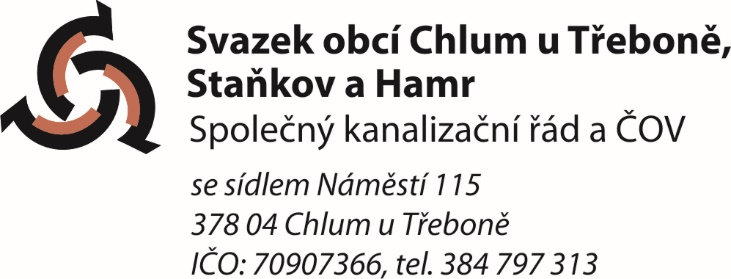 Svazek obcí Chlum u Třeboně,
Staňkov a Hamr
Společný kanalizační řád a ČOV
se sídlem Náměstí 115
378 04 Chlum u Třeboně
IČO: 70907366, tel. 384 797 313